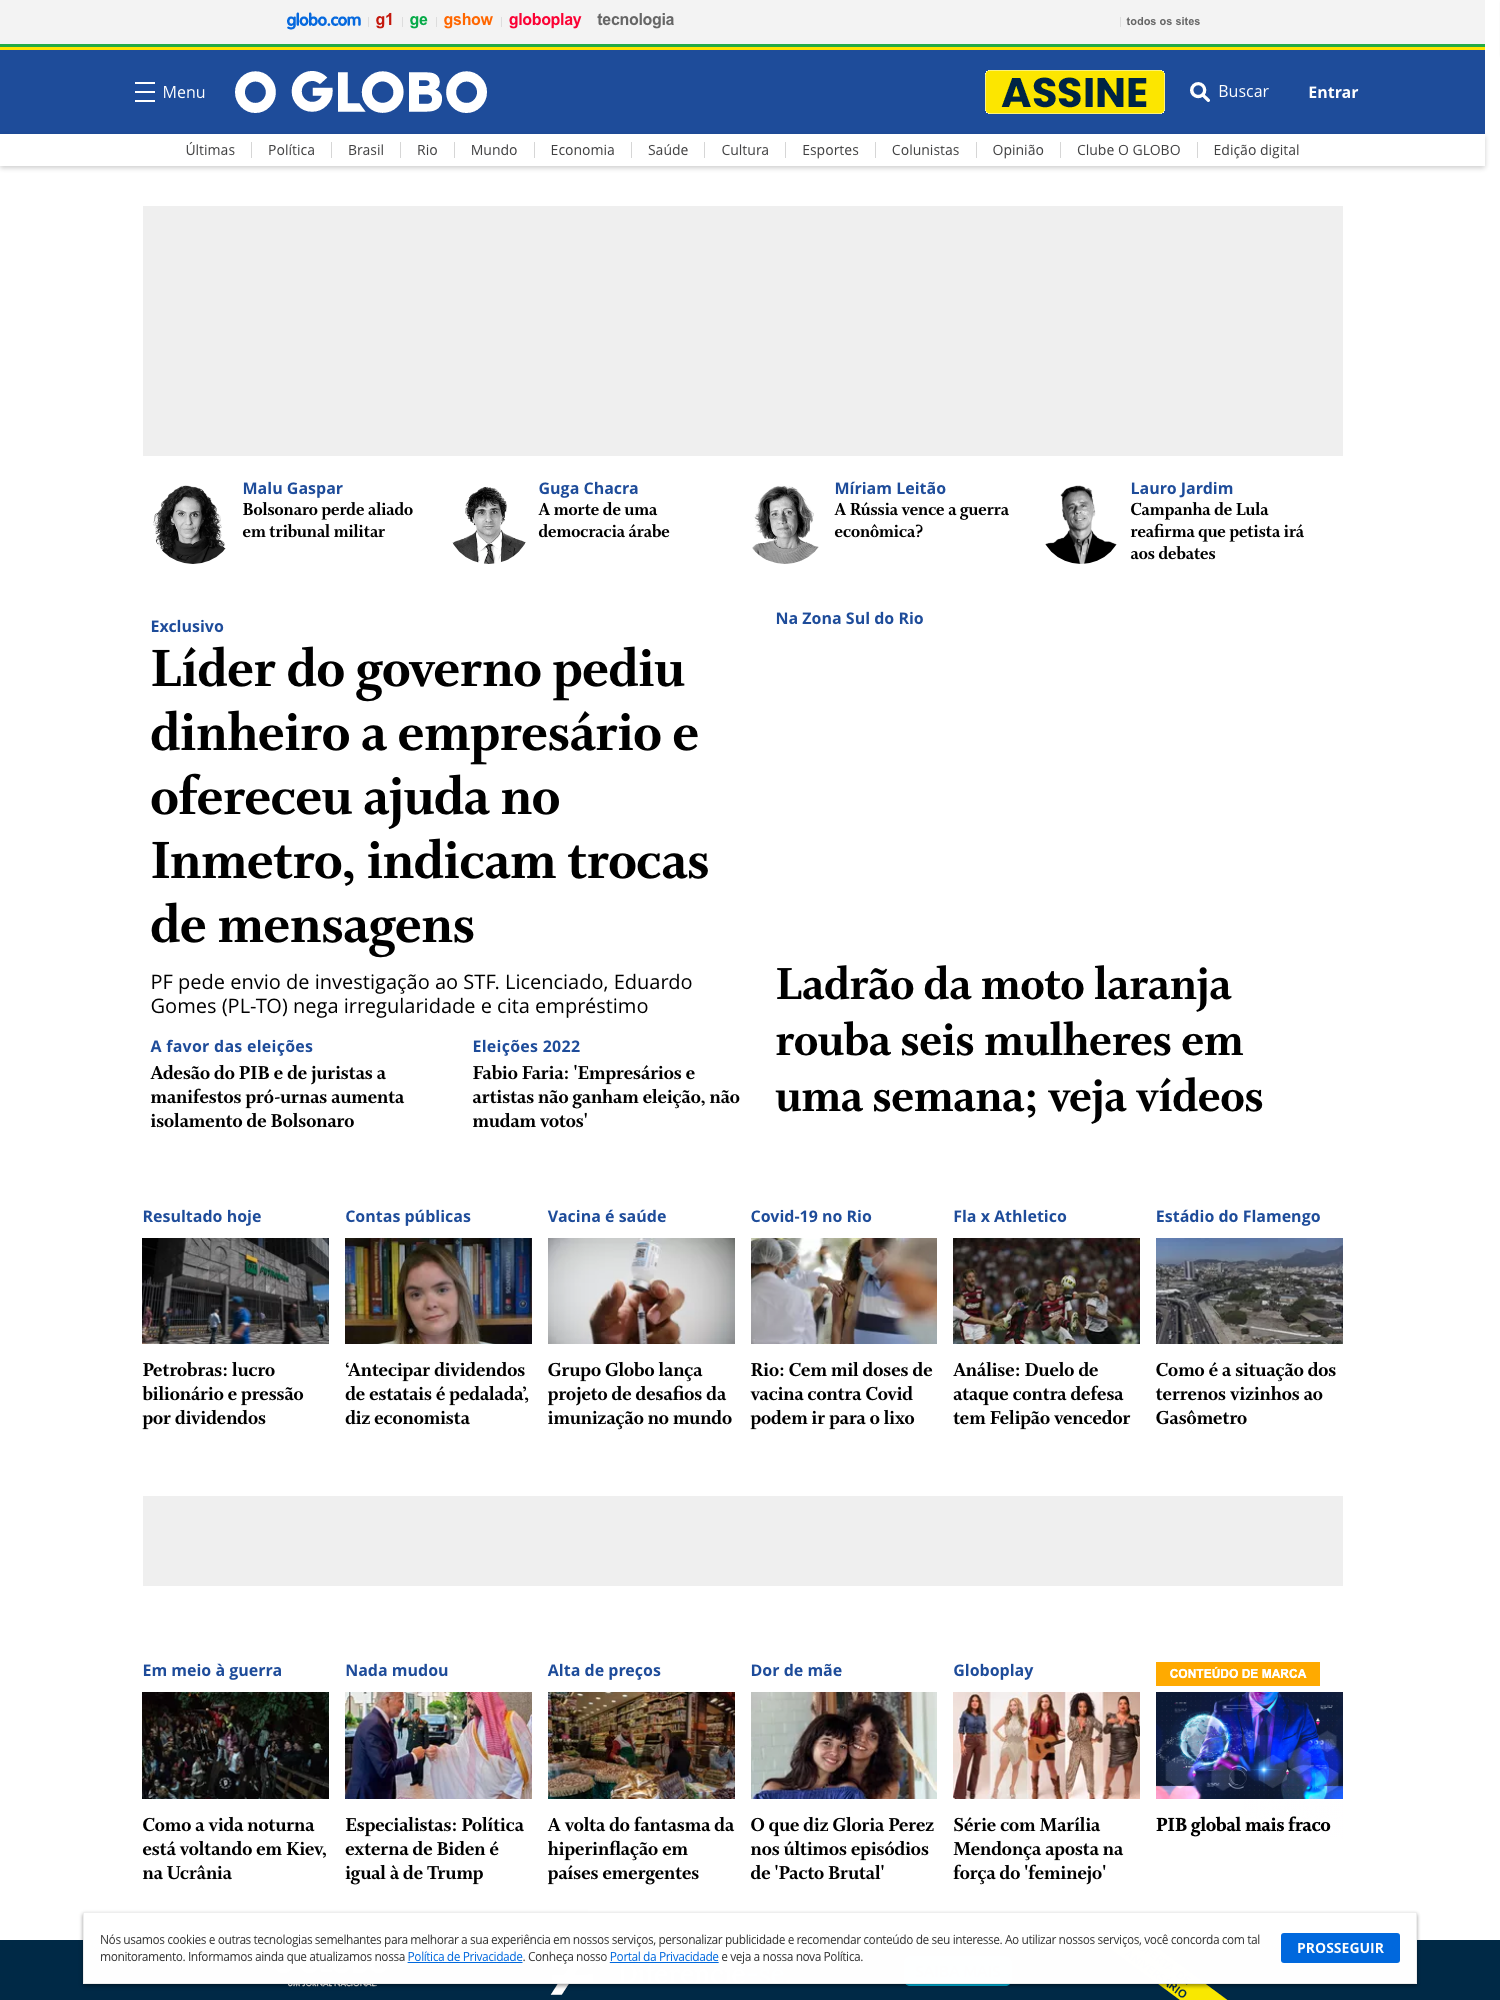 globo.com g1 ge gshow globoplay tecnologia todos os sites
Menu O GLOBO ASSINE Buscar Entrar
Últimas Política Brasil Rio Mundo Economia Saúde Cultura Esportes Colunistas Opinião Clube O GLOBO Edição digital
Malu Gaspar
Bolsonaro perde aliado
em tribunal militar
Guga Chacra
A morte de uma
democracia árabe
Míriam Leitão
A Rússia vence a guerra
econômica?
Lauro Jardim
Campanha de Lula
reafirma que petista irá
aos debates
Exclusivo
Líder do governo pediu
dinheiro a empresário e
ofereceu ajuda no
Inmetro, indicam trocas
de mensagens
PF pede envio de investigação ao STF. Licenciado, Eduardo
Gomes (PL-TO) nega irregularidade e cita empréstimo
A favor das eleições
Adesão do PIB e de juristas a
manifestos pró-urnas aumenta
isolamento de Bolsonaro
Eleições 2022
Fabio Faria: 'Empresários e
artistas não ganham eleição, não
mudam votos'
Na Zona Sul do Rio
Ladrão da moto laranja
rouba seis mulheres em
uma semana; veja vídeos
Resultado hoje
Petrobras: lucro
bilionário e pressão
por dividendos
Contas públicas
‘Antecipar dividendos
de estatais é pedalada’,
diz economista
Vacina é saúde
Grupo Globo lança
projeto de desafios da
imunização no mundo
Covid-19 no Rio
Rio: Cem mil doses de
vacina contra Covid
podem ir para o lixo
Fla x Athletico
Análise: Duelo de
ataque contra defesa
tem Felipão vencedor
Estádio do Flamengo
Como é a situação dos
terrenos vizinhos ao
Gasômetro
Em meio à guerra
Como a vida noturna
está voltando em Kiev,
na Ucrânia
Nada mudou
Especialistas: Política
externa de Biden é
igual à de Trump
Alta de preços
A volta do fantasma da
hiperinflação em
países emergentes
Dor de mãe
O que diz Gloria Perez
nos últimos episódios
de 'Pacto Brutal'
Globoplay
Série com Marília
Mendonça aposta na
força do 'feminejo'
CONTEÚDO DE MARCA
PIB global mais fraco
Nós usamos cookies e outras tecnologias semelhantes para melhorar a sua experiência em nossos serviços, personalizar publicidade e recomendar conteúdo de seu interesse. Ao utilizar nossos serviços, você concorda com tal
monitoramento. Informamos ainda que atualizamos nossa Política de Privacidade. Conheça nosso Portal da Privacidade e veja a nossa nova Política.
PROSSEGUIR